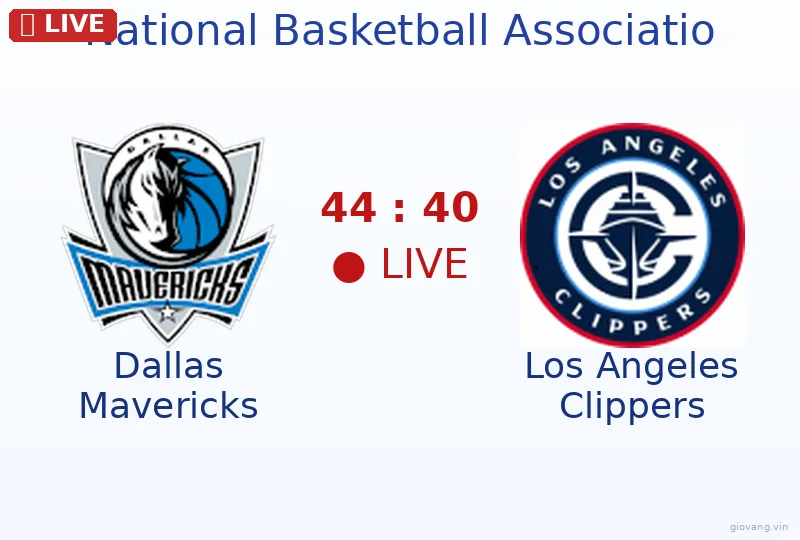 LIVE
National Basketball Associatio
DALLAS
MAVERICKS
LOS ANGELES
CLIPPERS
44 : 40
● LIVE
Dallas
Mavericks
Los Angeles
Clippers
giovang.vin